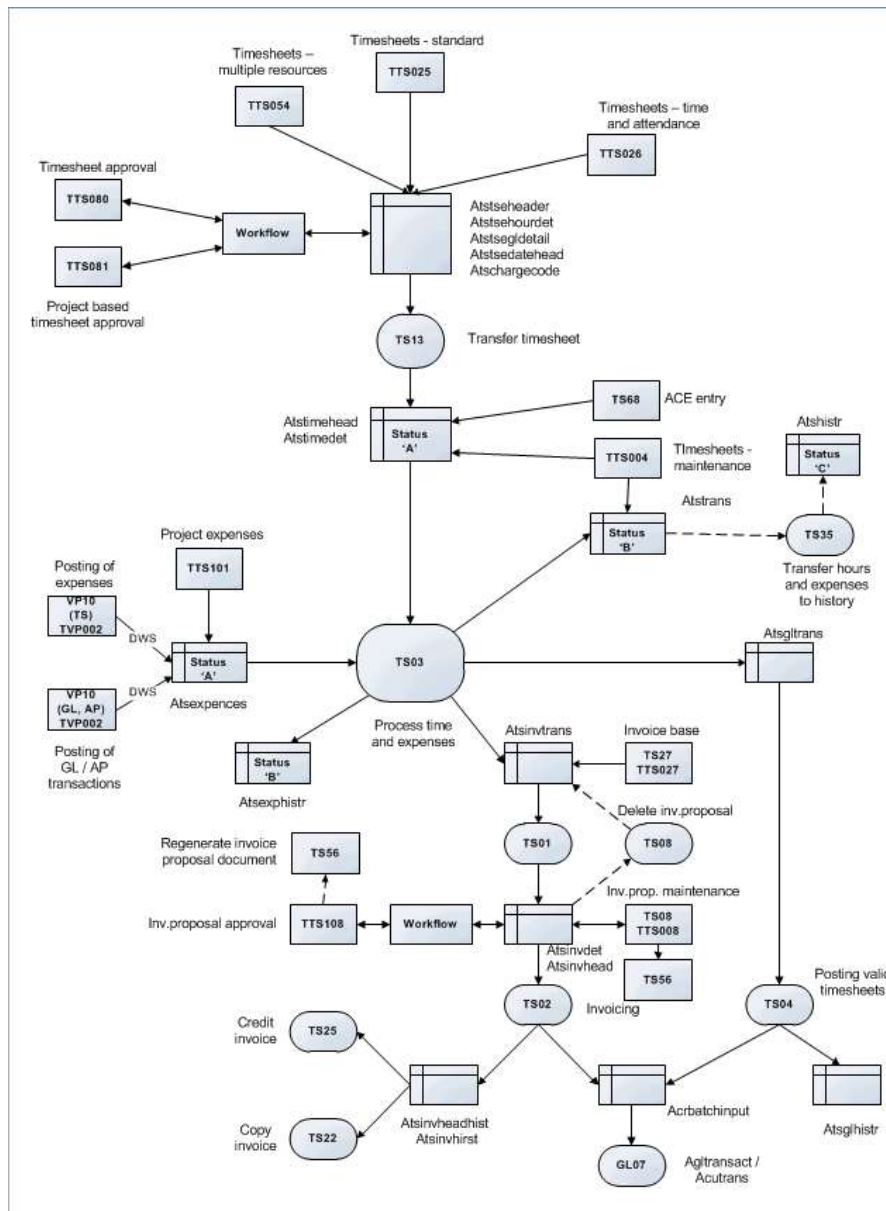 Timesheets - standard
TTS025
Timesheets –
multiple resources
TTS054
Timesheets – time
and attendance
TTS026
Timesheet approval
TTS080
Workflow
TTS081
Project based
timesheet approval
Atstseheader
Atstsehourdet
Atstsegldetail
Atstsedatehead
Atschargecode
TS13
Transfer timesheet
Atstimehead
Atstimedet
Status
'A'
TS68
ACE entry
TTS004
TImesheets -
maintenance
Atshistr
Status
'C'
Atstrans
Status
'B'
TS35
Transfer hours
and expenses
to history
Project expenses
TTS101
Posting of
expenses
VP10
(TS)
TVP002
DWS
Status
'A'
Atsexpences
VP10
(GL, AP)
TVP002
DWS
Posting of
GL / AP
transactions
TS03
Process time
and expenses
Atsgltrans
Status
'B'
Atsexphistr
Atsinvtrans
Invoice base
TS27
TTS027
Delete inv.proposal
TS01
TS08
Regenerate invoice
proposal document
TS56
Inv.prop. maintenance
Inv.proposal approval
TTS108
Workflow
TS08
TTS008
Atsinvdet
Atsinvhead
TS56
TS02
Invoicing
Posting valid
timesheets
TS04
Credit
invoice
TS25
Copy
invoice
TS22
Atsinvheadhist
Atsinvhirst
Acrbatchinput
Atsglhistr
GL07
Agltransact /
Acutrans